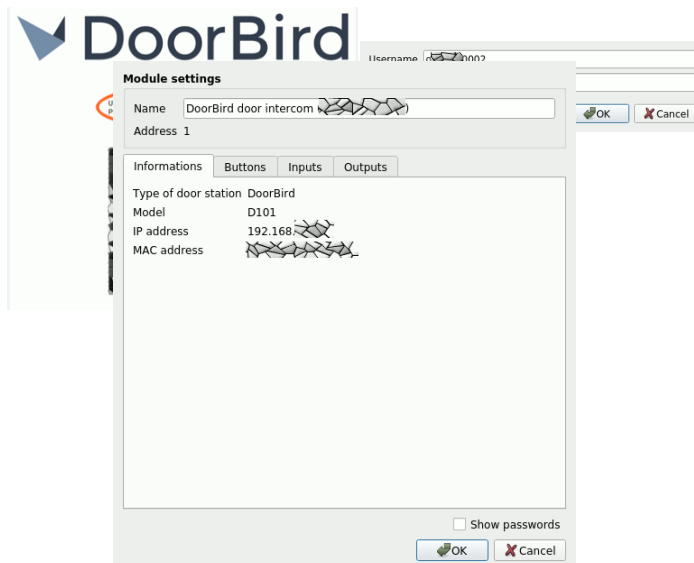 DoorBird
Username 0002
OK Cancel
Module settings
Name DoorBird door intercom ( )
Address 1
Informations Buttons Inputs Outputs
Type of door station DoorBird
Model D101
IP address 192.168.
MAC address
Show passwords
OK Cancel